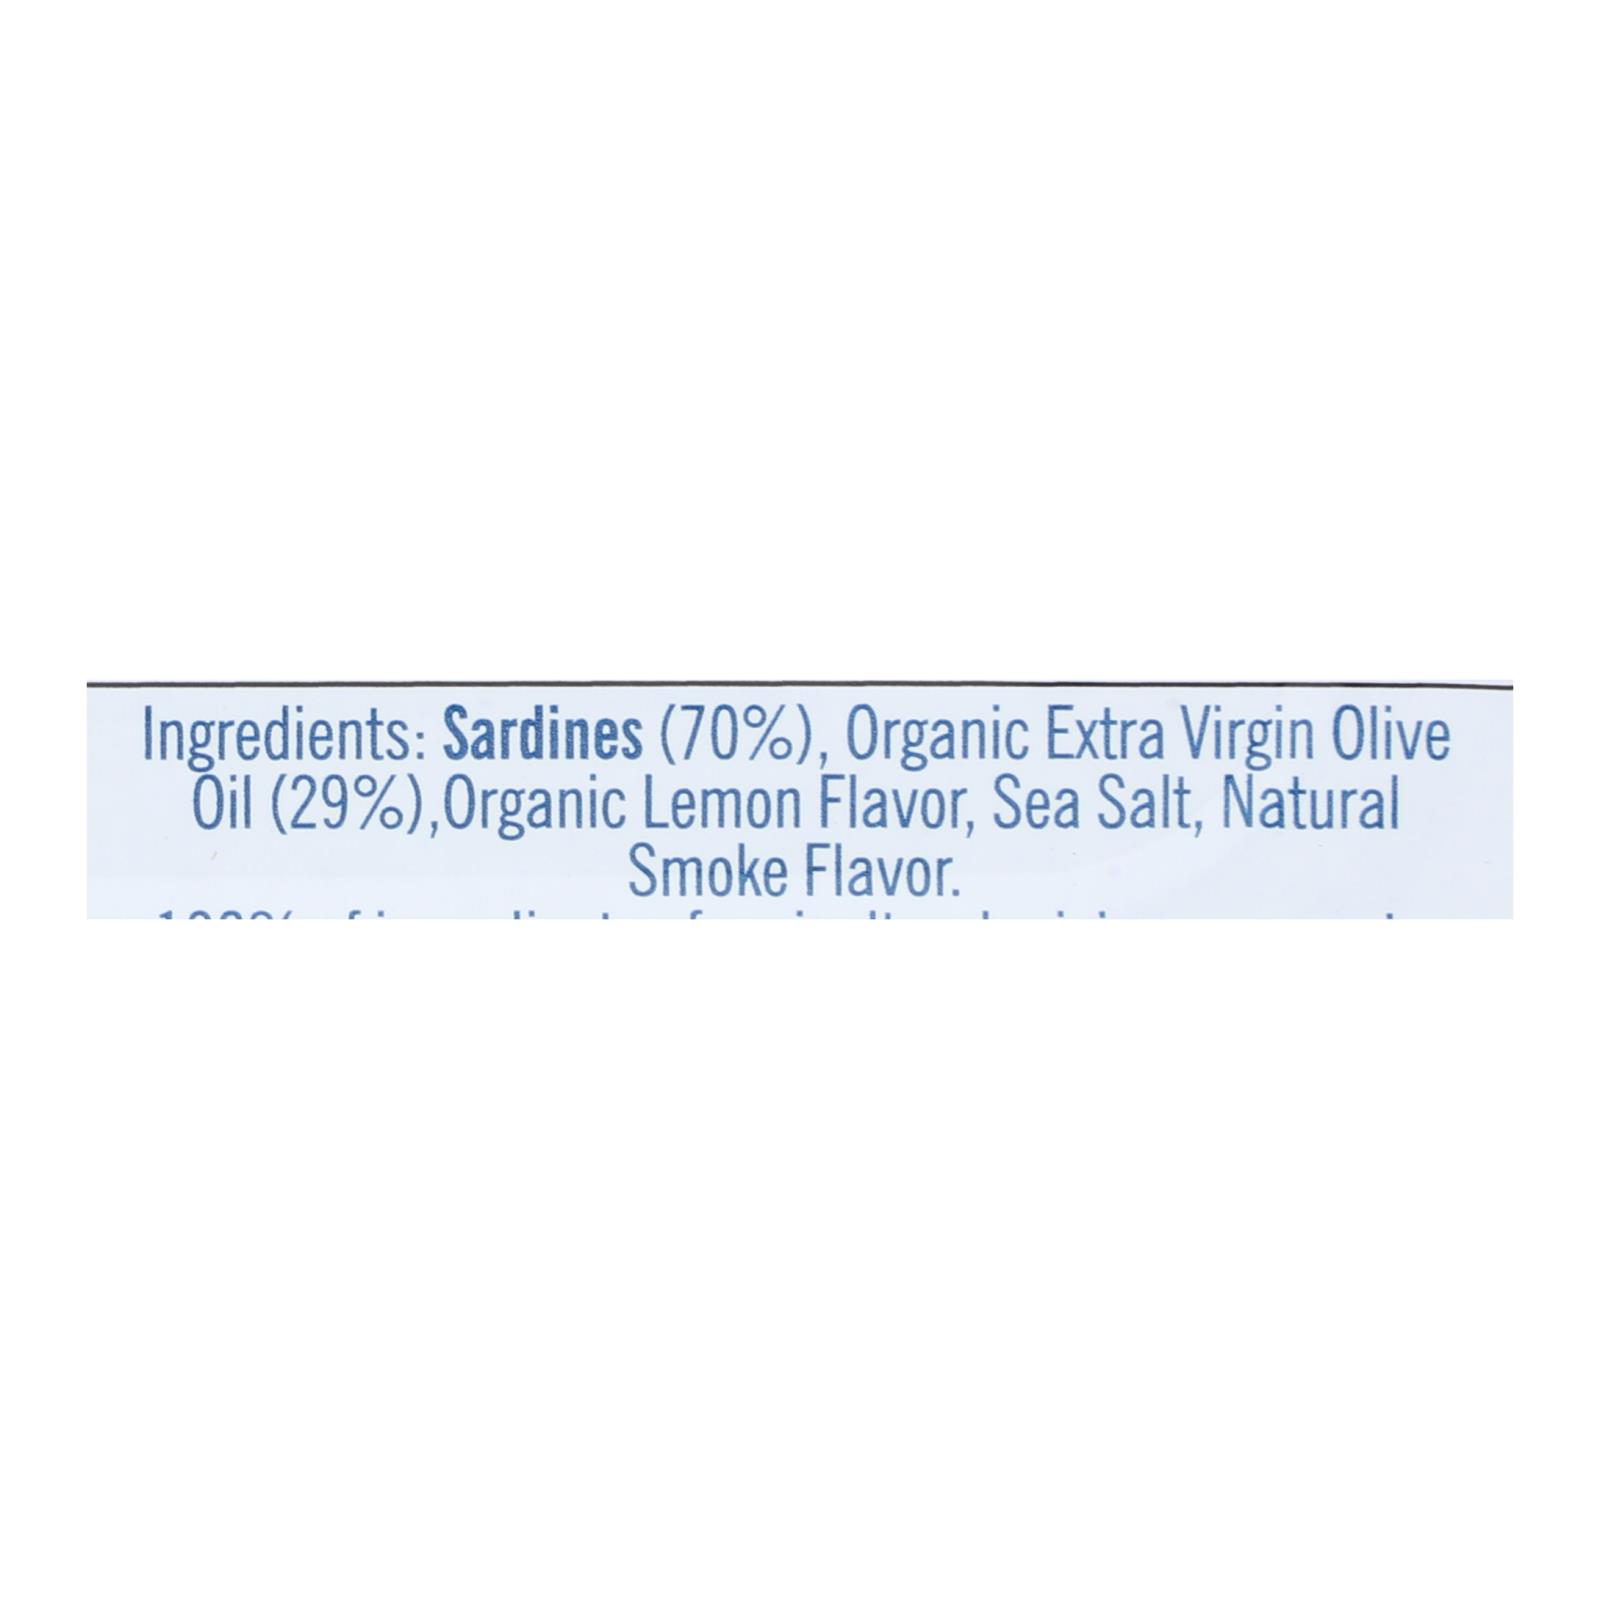 Ingredients: Sardines (70%), Organic Extra Virgin Olive
Oil (29%),Organic Lemon Flavor, Sea Salt, Natural
Smoke Flavor.